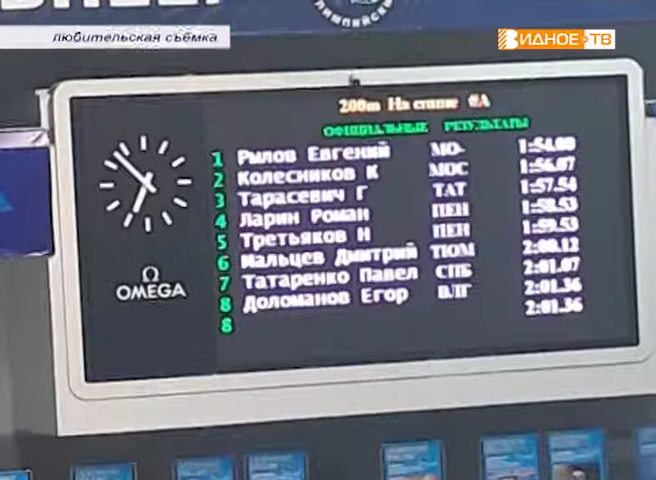 ЛИМПИЙСКИ
любительская съёмка
ВИДНОЕ ТВ
200m На спине #A
ОФИЦИАЛЬНЫЕ РЕЗУЛЬТАТЫ
1 Рылов Евгений МО- 1:54.00
2 Колесников К МОС 1:56.07
3 Тарасевич Г ТАТ 1:57.54
4 Ларин Роман ПЕН 1:58.53
5 Третьяков Н ПЕН 1:59.53
6 Мальцев Дмитрий ТЮМ 2:00.12
7 Татаренко Павел СПБ 2:01.07
8 Доломанов Егор ВЛГ 2:01.36
8 2:01.36
Ω
OMEGA